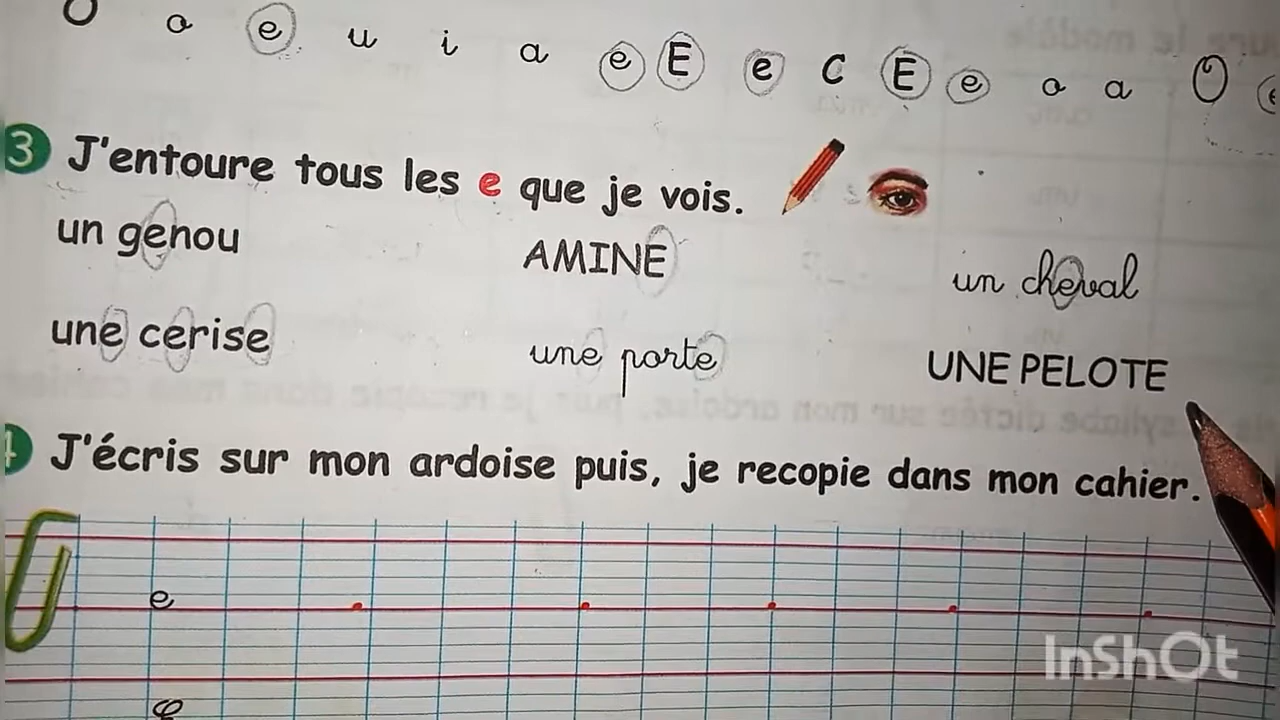 O o e u i a e E e C E e o a O e
3 J'entoure tous les e que je vois.
un genou AMINE un cheval
une cerise une porte UNE PELOTE
4 J'écris sur mon ardoise puis, je recopie dans mon cahier.
e
e
InShOt